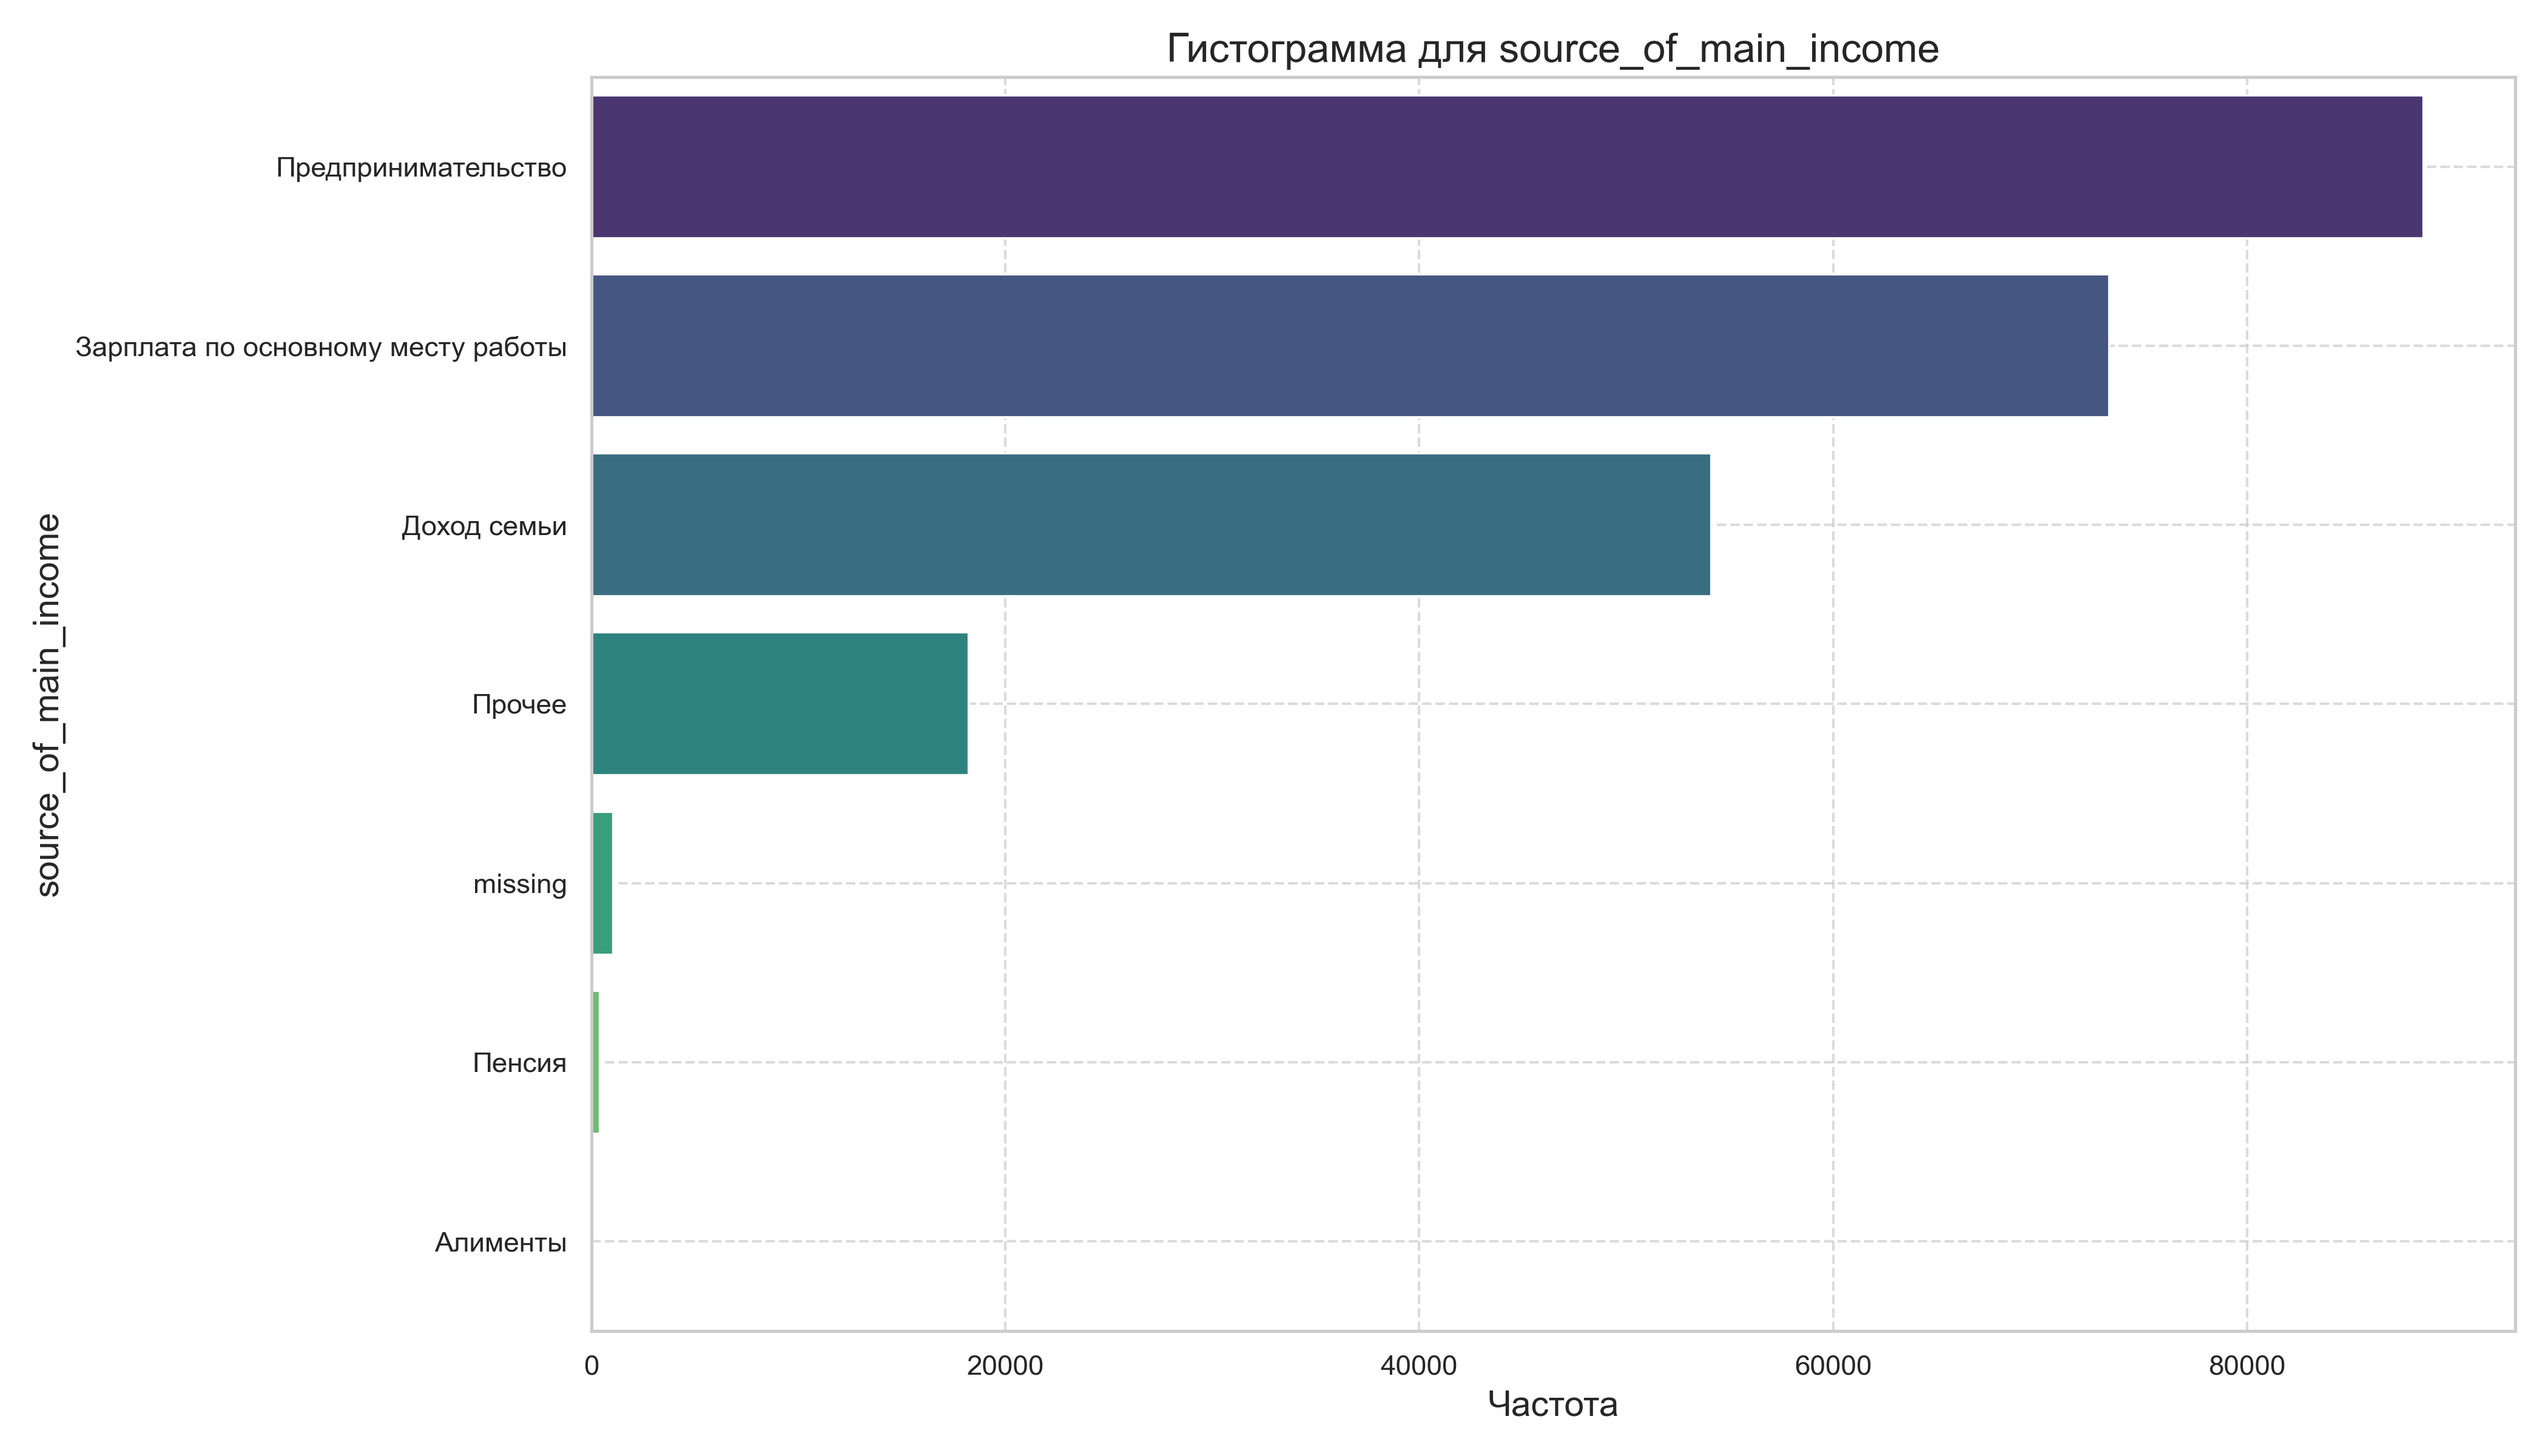 Гистограмма для source_of_main_income
source_of_main_income
Предпринимательство
Зарплата по основному месту работы
Доход семьи
Прочее
missing
Пенсия
Алименты
0 20000 40000 60000 80000
Частота